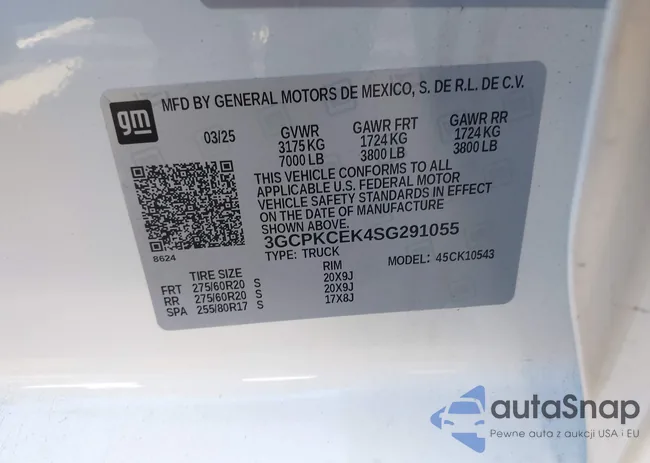 gm
MFD BY GENERAL MOTORS DE MEXICO, S. DE R.L. DE C.V.
03/25 GVWR GAWR FRT GAWR RR
3175 KG 1724 KG 1724 KG
7000 LB 3800 LB 3800 LB
THIS VEHICLE CONFORMS TO ALL
APPLICABLE U.S. FEDERAL MOTOR
VEHICLE SAFETY STANDARDS IN EFFECT
ON THE DATE OF MANUFACTURE
SHOWN ABOVE.
3GCPKCEK4SG291055
TYPE: TRUCK MODEL: 45CK10543
8624
TIRE SIZE RIM
FRT 275/60R20 S 20X9J
RR 275/60R20 S 20X9J
SPA 255/80R17 S 17X8J
autaSnap
Pewne auta z aukcji USA i EU